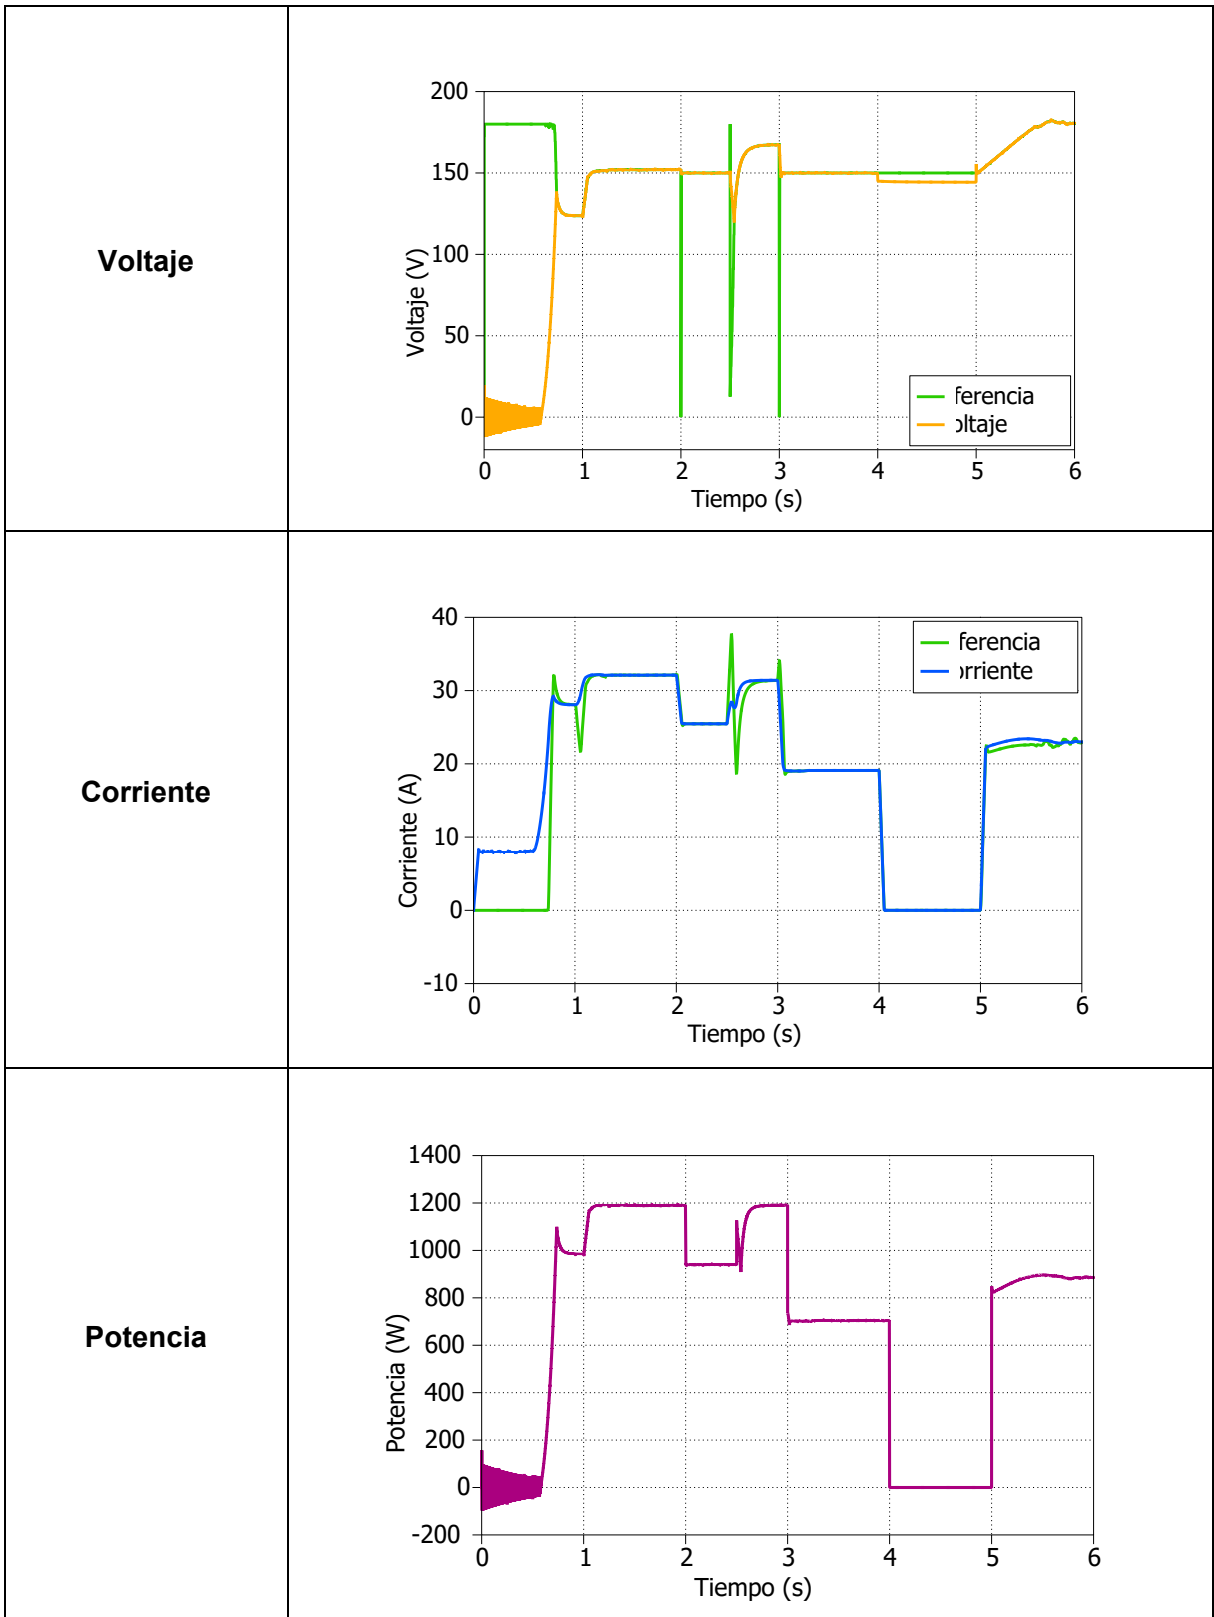 Voltaje
200
150
100
50
0
Voltaje (V)
0 1 2 3 4 5 6
Tiempo (s)
ferencia
oltaje
Corriente
40
30
20
10
0
-10
Corriente (A)
0 1 2 3 4 5 6
Tiempo (s)
ferencia
orriente
Potencia
1400
1200
1000
800
600
400
200
0
-200
Potencia (W)
0 1 2 3 4 5 6
Tiempo (s)